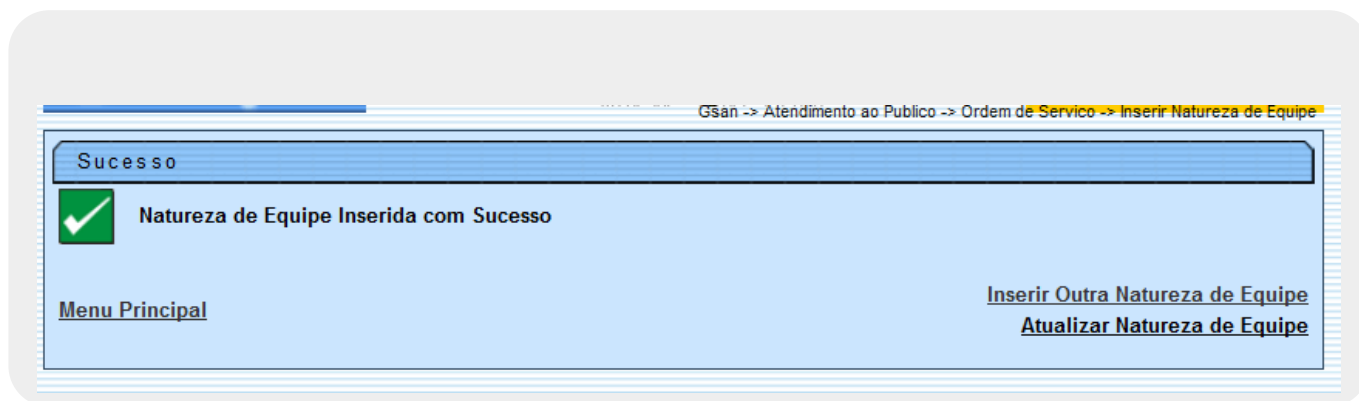 Gsan -> Atendimento ao Publico -> Ordem de Servico -> Inserir Natureza de Equipe
Sucesso
Natureza de Equipe Inserida com Sucesso
Inserir Outra Natureza de Equipe
Menu Principal
Atualizar Natureza de Equipe